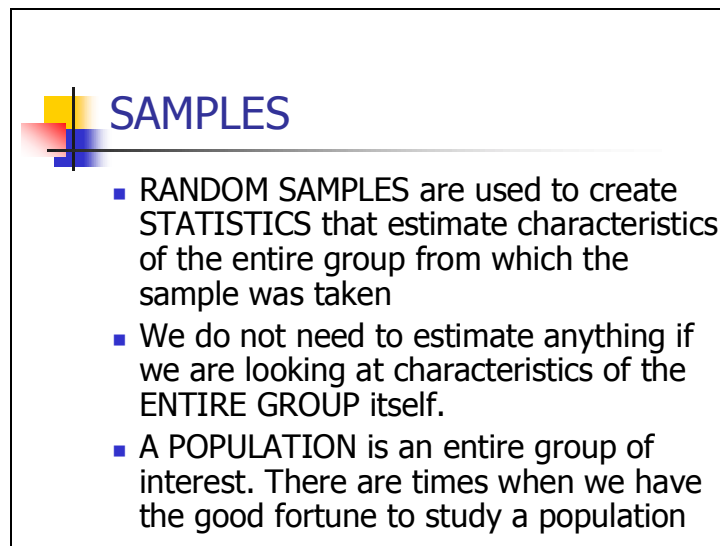 SAMPLES
RANDOM SAMPLES are used to create
STATISTICS that estimate characteristics
of the entire group from which the
sample was taken
We do not need to estimate anything if
we are looking at characteristics of the
ENTIRE GROUP itself.
A POPULATION is an entire group of
interest. There are times when we have
the good fortune to study a population